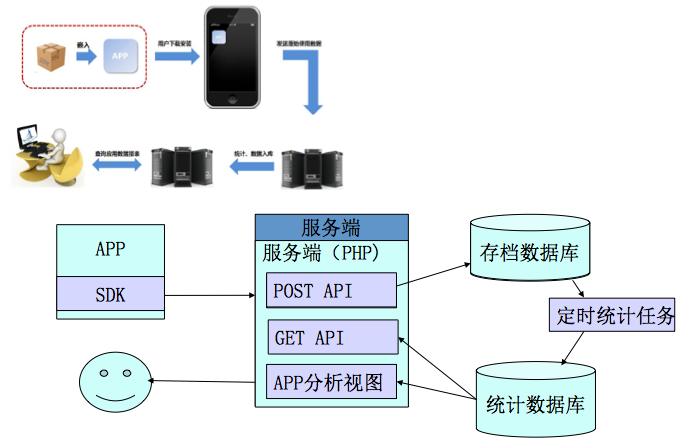 嵌入
APP
用户下载安装
发送原始使用数据
查询应用数据报表
统计、数据入库
APP
SDK
服务端
服务端（PHP）
POST API
GET API
APP分析视图
存档数据库
定时统计任务
统计数据库